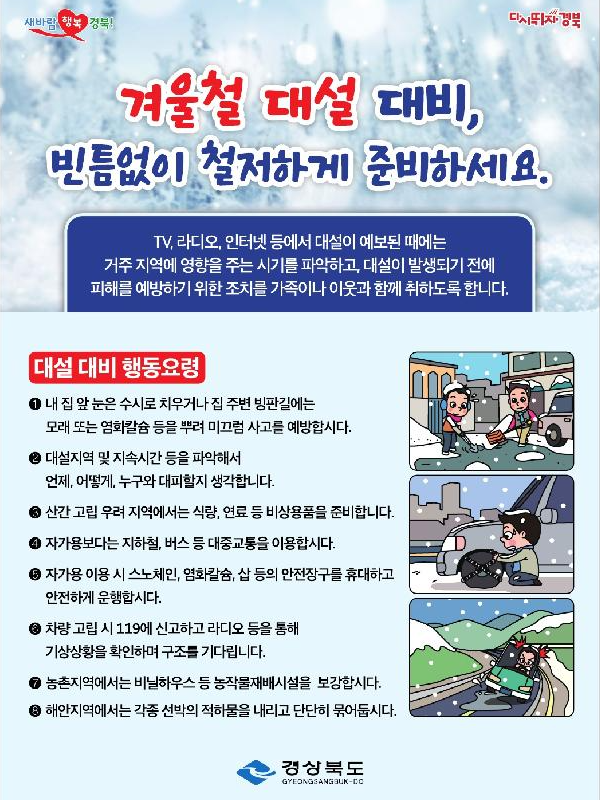 새바람 행복 경북!
다시 뛰자 경북
겨울철 대설 대비,
빈틈없이 철저하게 준비하세요.
TV, 라디오, 인터넷 등에서 대설이 예보된 때에는
거주 지역에 영향을 주는 시기를 파악하고, 대설이 발생되기 전에
피해를 예방하기 위한 조치를 가족이나 이웃과 함께 취하도록 합니다.
대설 대비 행동요령
❶ 내 집 앞 눈은 수시로 치우거나 집 주변 빙판길에는
모래 또는 염화칼슘 등을 뿌려 미끄럼 사고를 예방합시다.
❷ 대설지역 및 지속시간 등을 파악해서
언제, 어떻게, 누구와 대피할지 생각합니다.
❸ 산간 고립 우려 지역에서는 식량, 연료 등 비상용품을 준비합니다.
❹ 자가용보다는 지하철, 버스 등 대중교통을 이용합시다.
❺ 자가용 이용 시 스노체인, 염화칼슘, 삽 등의 안전장구를 휴대하고
안전하게 운행합시다.
❻ 차량 고립 시 119에 신고하고 라디오 등을 통해
기상상황을 확인하며 구조를 기다립니다.
❼ 농촌지역에서는 비닐하우스 등 농작물재배시설을 보강합시다.
❽ 해안지역에서는 각종 선박의 적하물을 내리고 단단히 묶어둡시다.
경상북도
GYEONGSANGBUK-DO